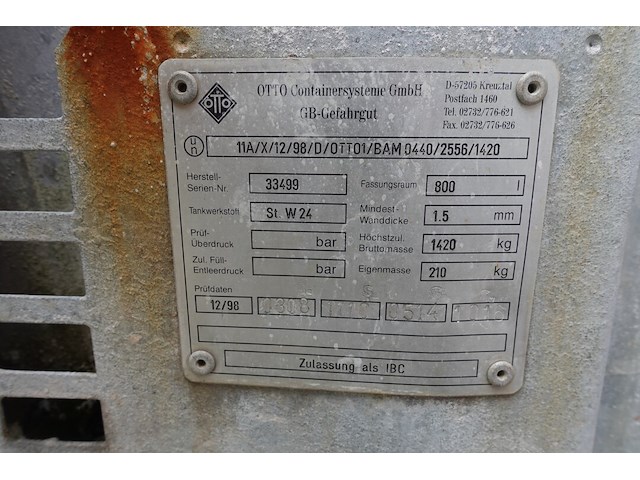 OTTO
OTTO Containersysteme GmbH
GB-Gefahrgut
D-57205 Kreuztal
Postfach 1460
Tel. 02732/776-621
Fax. 02732/776-626
un 11A/X/12/98/D/OTTO1/BAM 0440/2556/1420
Herstell-
Serien-Nr. 33499 Fassungsraum 800 l
Tankwerkstoff St. W 24 Mindest-
Wanddicke 1.5 mm
Prüf-
Überdruck bar Höchstzul.
Bruttomasse 1420 kg
Zul. Füll-
Entleerdruck bar Eigenmasse 210 kg
Prüfdaten
12/98 0514
Zulassung als IBC